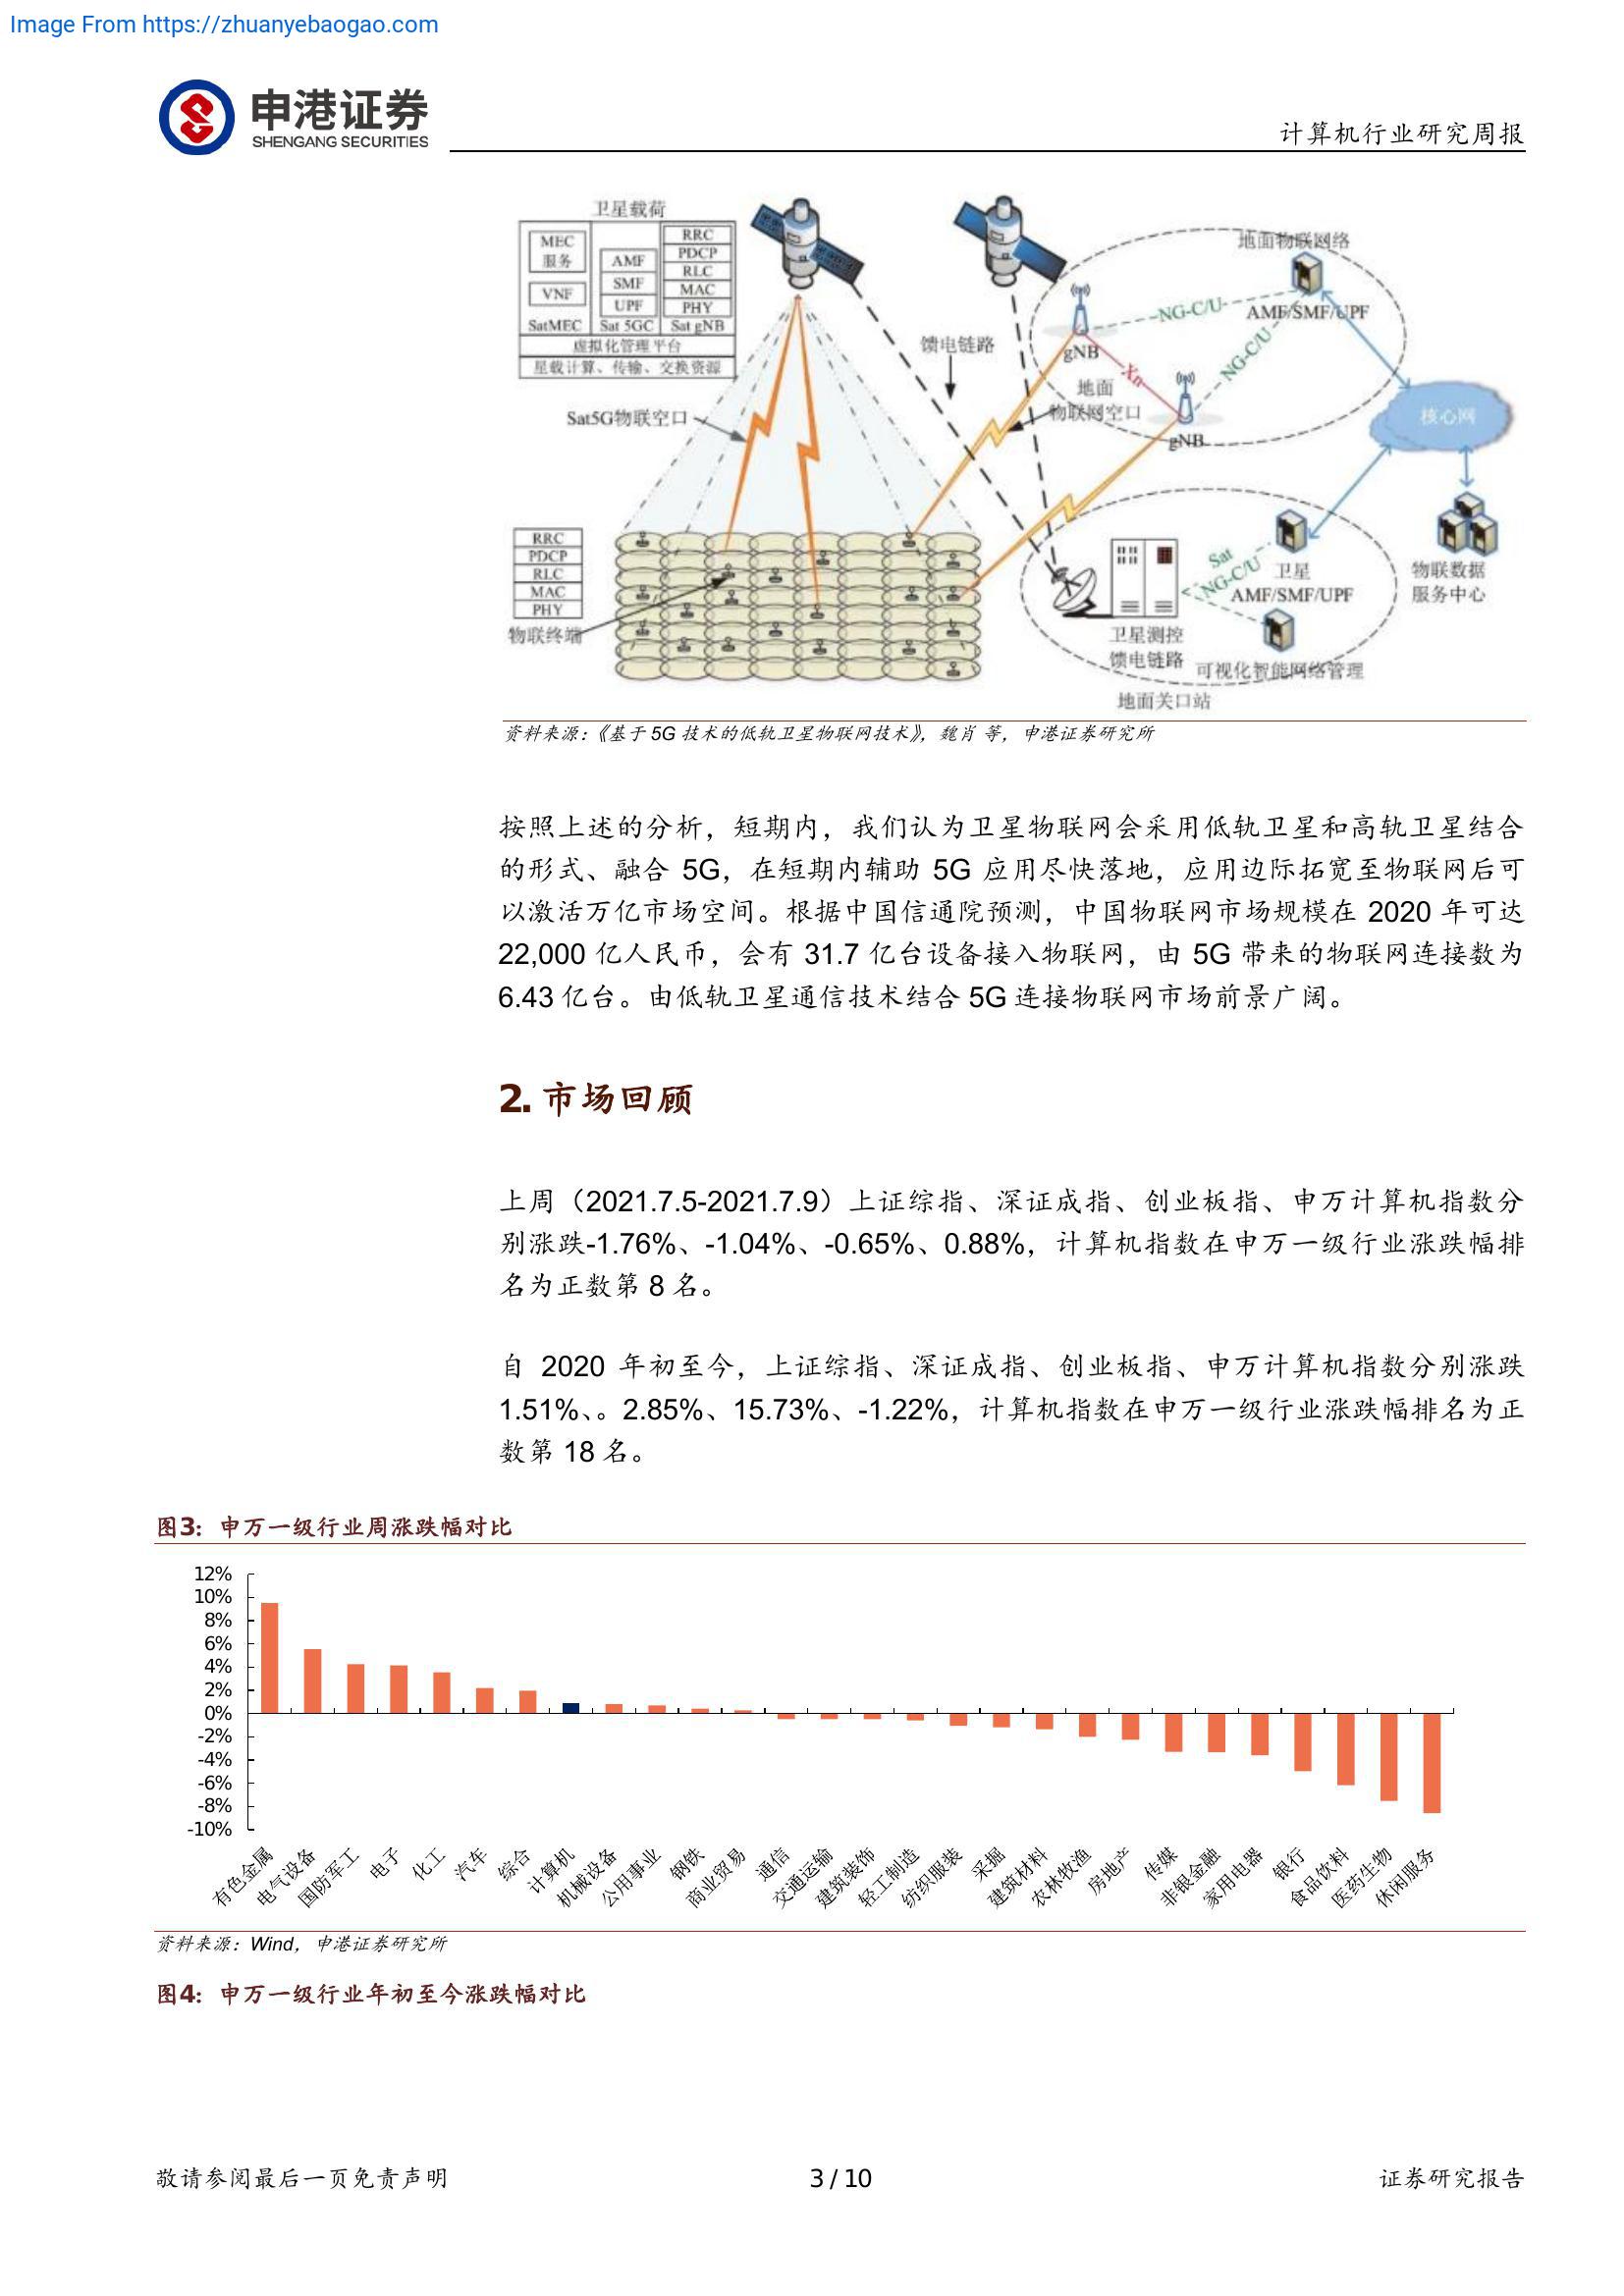 Image From https://zhuanyebaogao.com
申港证券
SHENGANG SECURITIES
计算机行业研究周报
卫星载荷
MEC
服务
VNF
SatMEC
AMF
SMF
UPF
Sat 5GC
RRC
PDCP
RLC
MAC
PHY
Sat gNB
虚拟化管理平台
星载计算、传输、交换资源
Sat5G物联空口
馈电链路
地面物联网络
NG-C/U
AMF/SMF/UPF
gNB
Xn
NG-C/U
地面
物联网空口
gNB
核心网
RRC
PDCP
RLC
MAC
PHY
物联终端
Sat
NG-C/U
卫星
AMF/SMF/UPF
物联数据
服务中心
卫星测控
馈电链路
可视化智能网络管理
地面关口站
资料来源：《基于 5G 技术的低轨卫星物联网技术》，魏肖 等，申港证券研究所
按照上述的分析，短期内，我们认为卫星物联网会采用低轨卫星和高轨卫星结合
的形式、融合 5G，在短期内辅助 5G 应用尽快落地，应用边际拓宽至物联网后可
以激活万亿市场空间。根据中国信通院预测，中国物联网市场规模在 2020 年可达
22,000 亿人民币，会有 31.7 亿台设备接入物联网，由 5G 带来的物联网连接数为
6.43 亿台。由低轨卫星通信技术结合 5G 连接物联网市场前景广阔。
2. 市场回顾
上周（2021.7.5-2021.7.9）上证综指、深证成指、创业板指、申万计算机指数分
别涨跌-1.76%、-1.04%、-0.65%、0.88%，计算机指数在申万一级行业涨跌幅排
名为正数第 8 名。
自 2020 年初至今，上证综指、深证成指、创业板指、申万计算机指数分别涨跌
1.51%、。2.85%、15.73%、-1.22%，计算机指数在申万一级行业涨跌幅排名为正
数第 18 名。
图3：申万一级行业周涨跌幅对比
12%
10%
8%
6%
4%
2%
0%
-2%
-4%
-6%
-8%
-10%
有色金属
电气设备
国防军工
电子
化工
汽车
综合
计算机
机械设备
公用事业
钢铁
商业贸易
通信
交通运输
建筑装饰
轻工制造
纺织服装
采掘
建筑材料
农林牧渔
房地产
传媒
非银金融
家用电器
银行
食品饮料
医药生物
休闲服务
资料来源：Wind，申港证券研究所
图4：申万一级行业年初至今涨跌幅对比
敬请参阅最后一页免责声明
3 / 10
证券研究报告